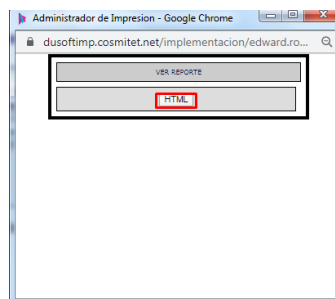 Administrador de Impresion - Google Chrome
dusoftimp.cosmitet.net/implementacion/edward.ro...
VER REPORTE
HTML